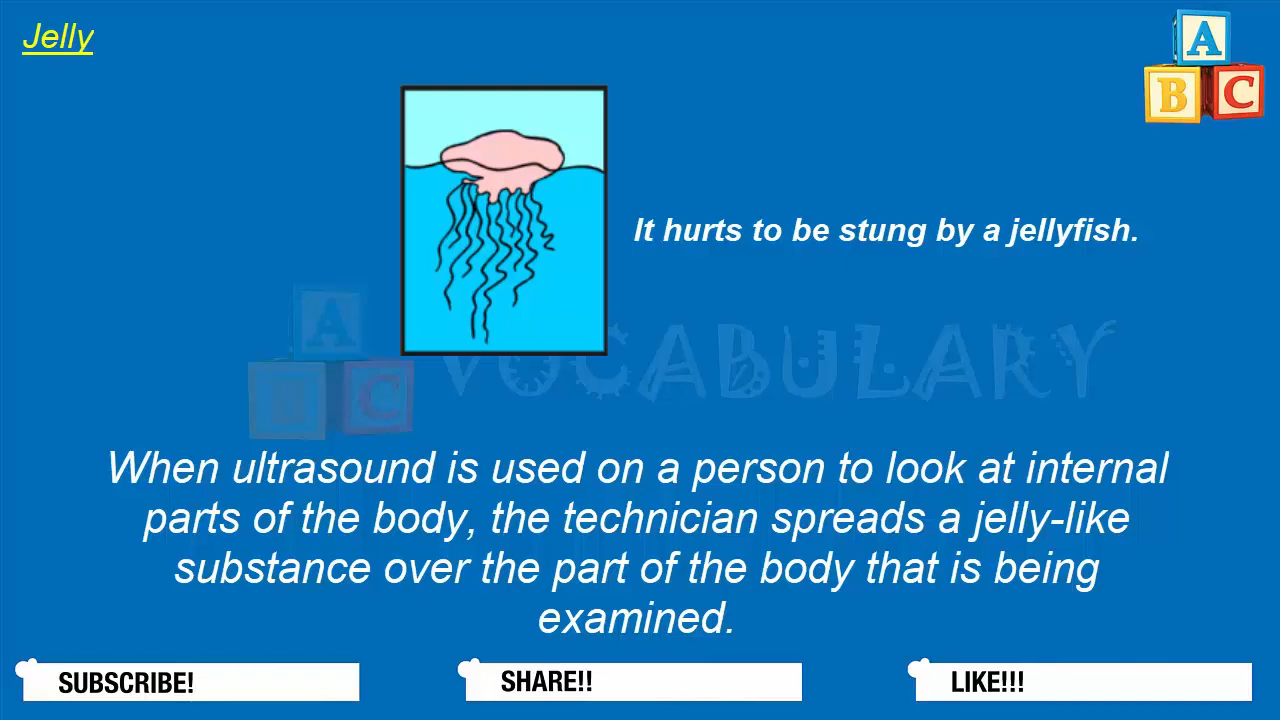 Jelly
A
B C
It hurts to be stung by a jellyfish.
A
B C VOCABULARY
When ultrasound is used on a person to look at internal
parts of the body, the technician spreads a jelly-like
substance over the part of the body that is being
examined.
SUBSCRIBE! SHARE!! LIKE!!!